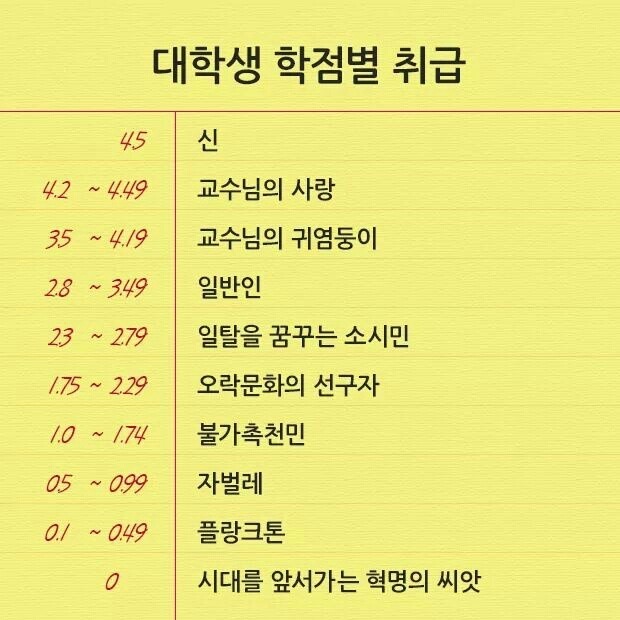 대학생 학점별 취급
4.5 신
4.2 ~ 4.49 교수님의 사랑
3.5 ~ 4.19 교수님의 귀염둥이
2.8 ~ 3.49 일반인
2.3 ~ 2.79 일탈을 꿈꾸는 소시민
1.75 ~ 2.29 오락문화의 선구자
1.0 ~ 1.74 불가촉천민
0.5 ~ 0.99 자벌레
0.1 ~ 0.49 플랑크톤
0 시대를 앞서가는 혁명의 씨앗